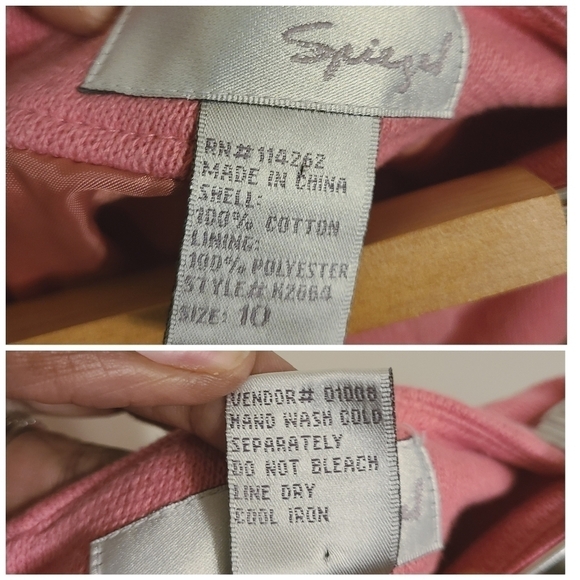 Spiegel
RN# 114262
MADE IN CHINA
SHELL:
100% COTTON
LINING:
100% POLYESTER
STYLE# K2664
SIZE: 10
VENDOR# 01008
HAND WASH COLD
SEPARATELY
DO NOT BLEACH
LINE DRY
COOL IRON